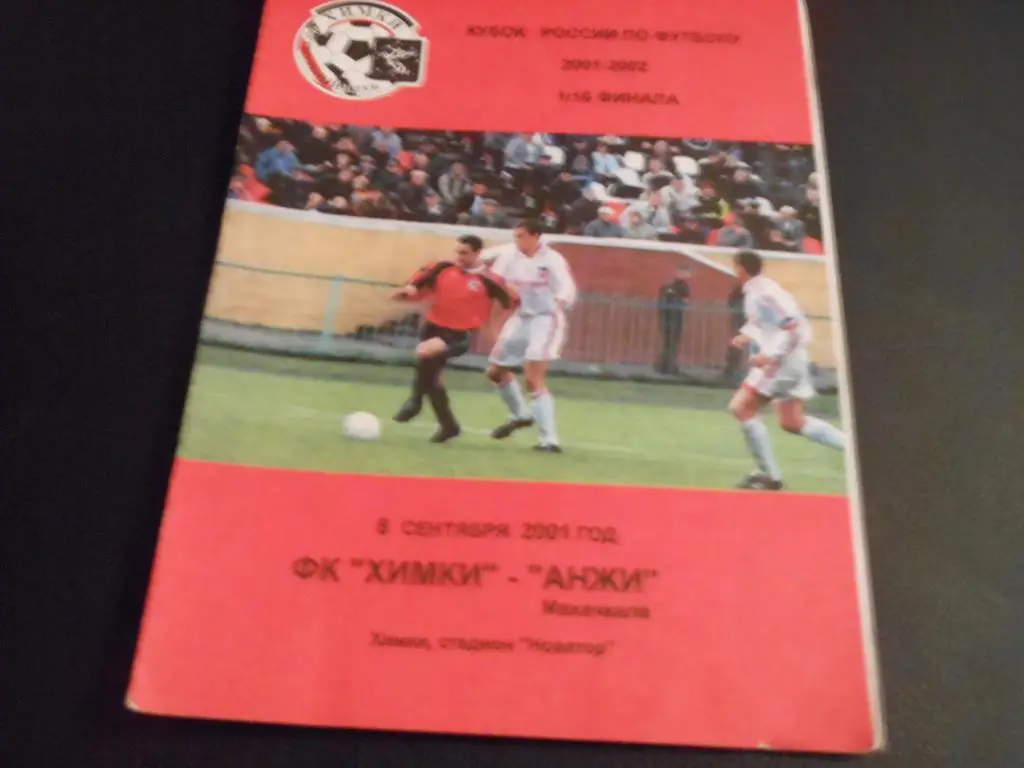 ХИМКИ
КУБОК РОССИИ ПО ФУТБОЛУ
2001-2002
1/16 ФИНАЛА
8 СЕНТЯБРЯ 2001 ГОД
ФК "ХИМКИ" - "АНЖИ"
Махачкала
Химки, стадион "Новатор"